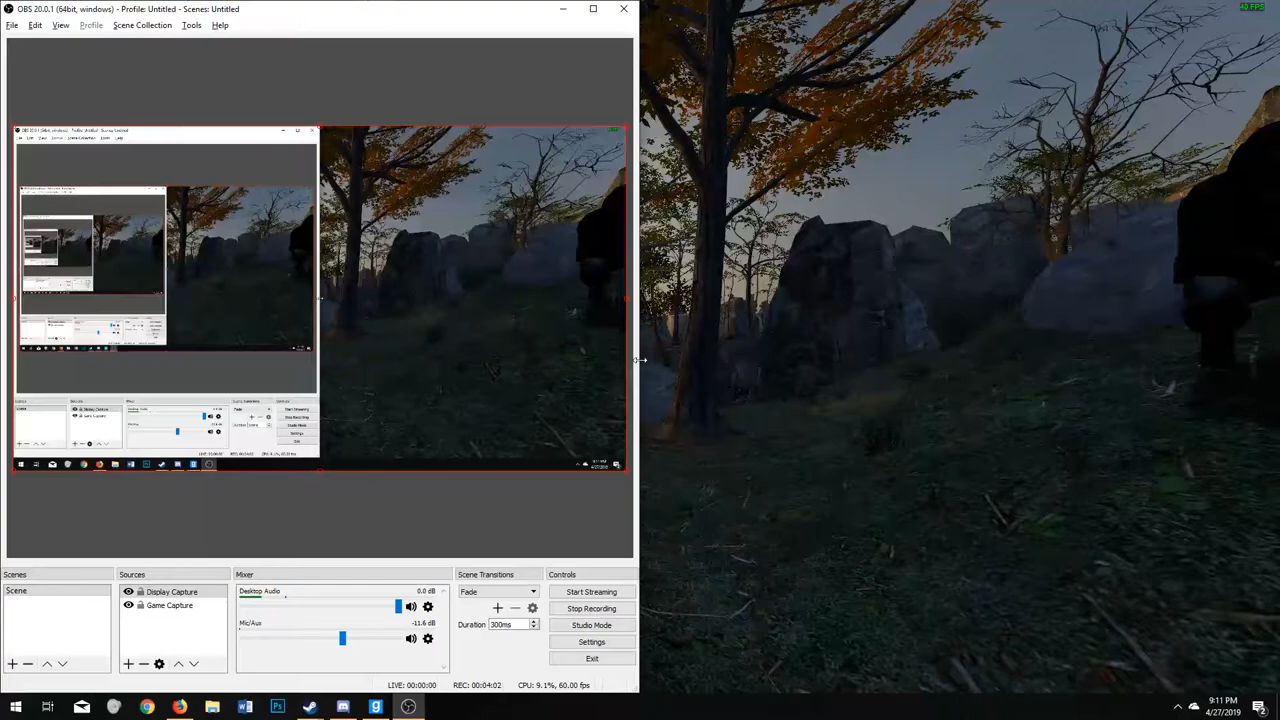 OBS 20.0.1 (64bit, windows) - Profile: Untitled - Scenes: Untitled
40 FPS
File Edit View Profile Scene Collection Tools Help
Scenes
Scene
Sources
Display Capture
Game Capture
Mixer
Desktop Audio 0.0 dB
Mic/Aux -11.6 dB
Scene Transitions
Fade
Duration 300ms
Controls
Start Streaming
Stop Recording
Studio Mode
Settings
Exit
LIVE: 00:00:00 REC: 00:04:02 CPU: 9.1%, 60.00 fps
9:11 PM
4/27/2019